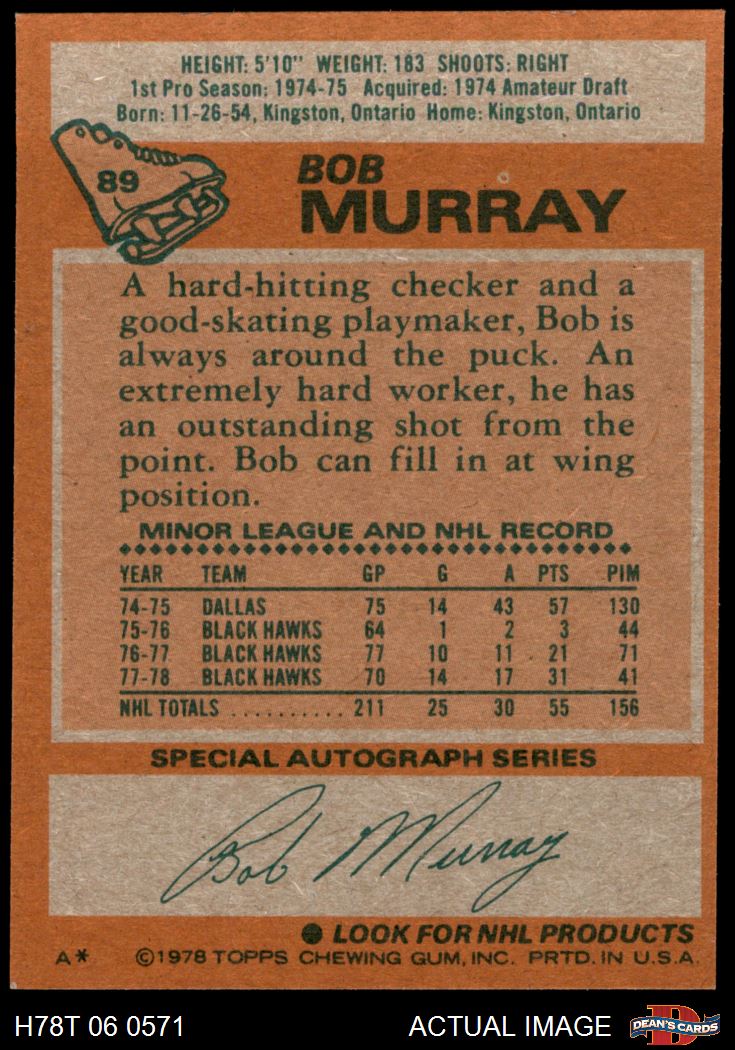 HEIGHT: 5'10" WEIGHT: 183 SHOOTS: RIGHT
1st Pro Season: 1974-75 Acquired: 1974 Amateur Draft
Born: 11-26-54, Kingston, Ontario Home: Kingston, Ontario
89
BOB
MURRAY
A hard-hitting checker and a
good-skating playmaker, Bob is
always around the puck. An
extremely hard worker, he has
an outstanding shot from the
point. Bob can fill in at wing
position.
MINOR LEAGUE AND NHL RECORD
YEAR TEAM GP G A PTS PIM
74-75 DALLAS 75 14 43 57 130
75-76 BLACK HAWKS 64 1 2 3 44
76-77 BLACK HAWKS 77 10 11 21 71
77-78 BLACK HAWKS 70 14 17 31 41
NHL TOTALS .......... 211 25 30 55 156
SPECIAL AUTOGRAPH SERIES
Bob Murray
● LOOK FOR NHL PRODUCTS
A* ©1978 TOPPS CHEWING GUM, INC. PRTD. IN U.S.A.
H78T 06 0571 ACTUAL IMAGE D DEAN'S CARDS